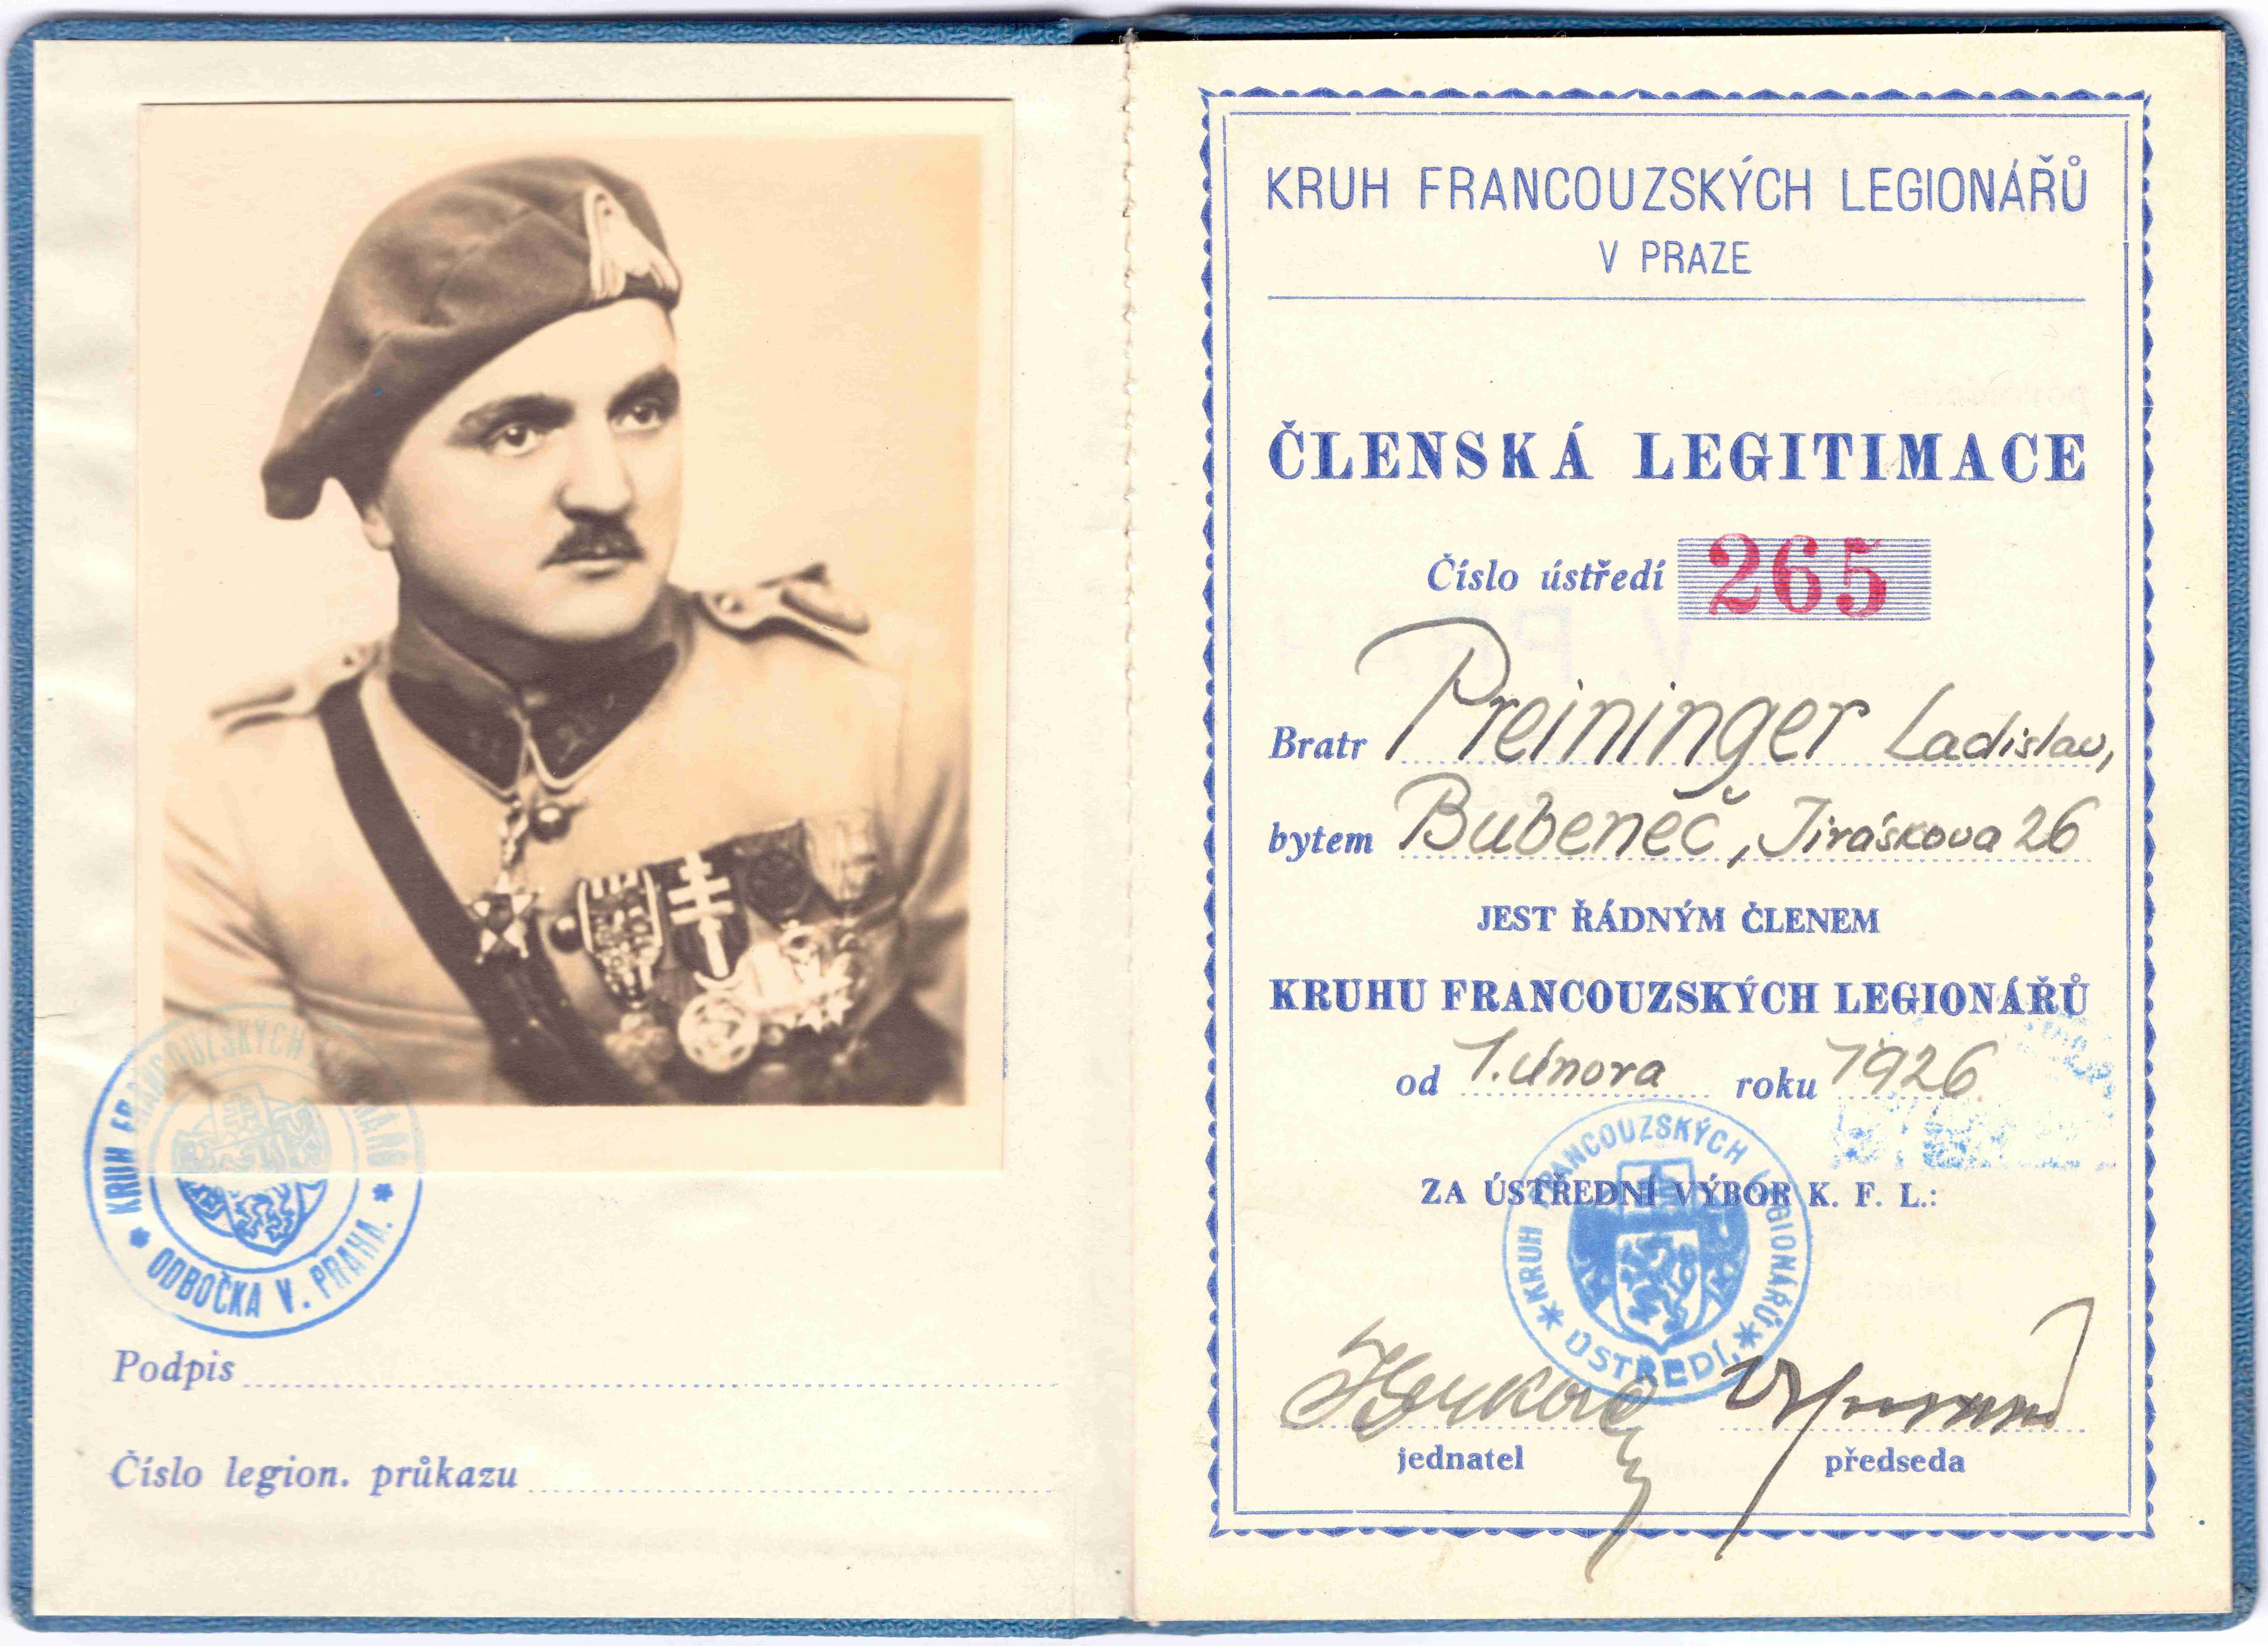 KRUH FRANCOUZSKÝCH LEGIONÁŘŮ
ODBOČKA V. PRAHA.
Podpis
Číslo legion. průkazu
KRUH FRANCOUZSKÝCH LEGIONÁŘŮ
V PRAZE
ČLENSKÁ LEGITIMACE
Číslo ústředí 265
Bratr Preininger Ladislav,
bytem Bubeneč, Jiráskova 26
JEST ŘÁDNÝM ČLENEM
KRUHU FRANCOUZSKÝCH LEGIONÁŘŮ
od 1. února roku 1926
ZA ÚSTŘEDNÍ VÝBOR K. F. L.:
KRUH FRANCOUZSKÝCH LEGIONÁŘŮ
ÚSTŘEDÍ.
jednatel předseda